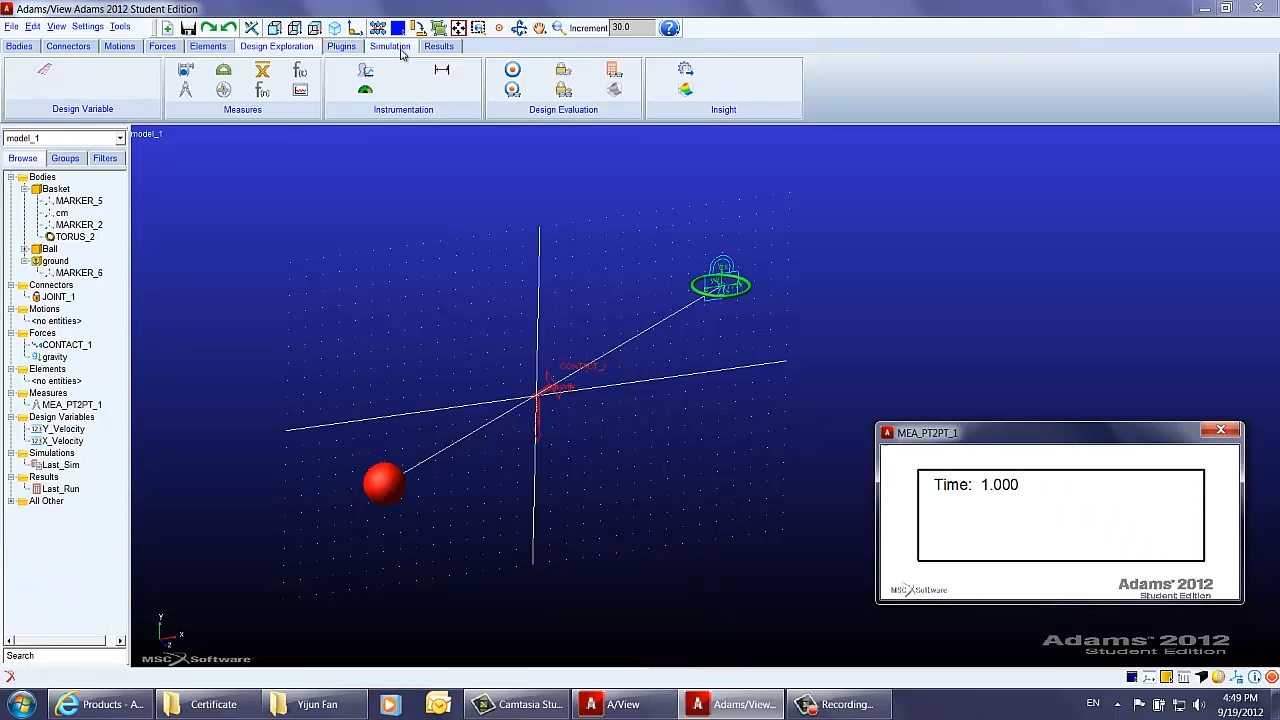 Adams/View Adams 2012 Student Edition
File Edit View Settings Tools
Increment 30.0
Bodies Connectors Motions Forces Elements Design Exploration Plugins Simulation Results
Design Variable Measures Instrumentation Design Evaluation Insight
model_1
model_1
Browse Groups Filters
Bodies
Basket
MARKER_5
cm
MARKER_2
TORUS_2
Ball
ground
MARKER_6
Connectors
JOINT_1
Motions
<no entities>
Forces
CONTACT_1
gravity
Elements
<no entities>
Measures
MEA_PT2PT_1
Design Variables
Y_Velocity
X_Velocity
Simulations
Last_Sim
Results
Last_Run
All Other
Search
CONTACT_1
MEA_PT2PT_1
Time: 1.000
MSC Software
Adams 2012
Student Edition
Y
X
Z
MSC Software
Adams™ 2012
Student Edition
Products - A...
Certificate
Yijun Fan
Camtasia Stu...
A/View
Adams/View...
Recording...
EN
4:49 PM
9/19/2012